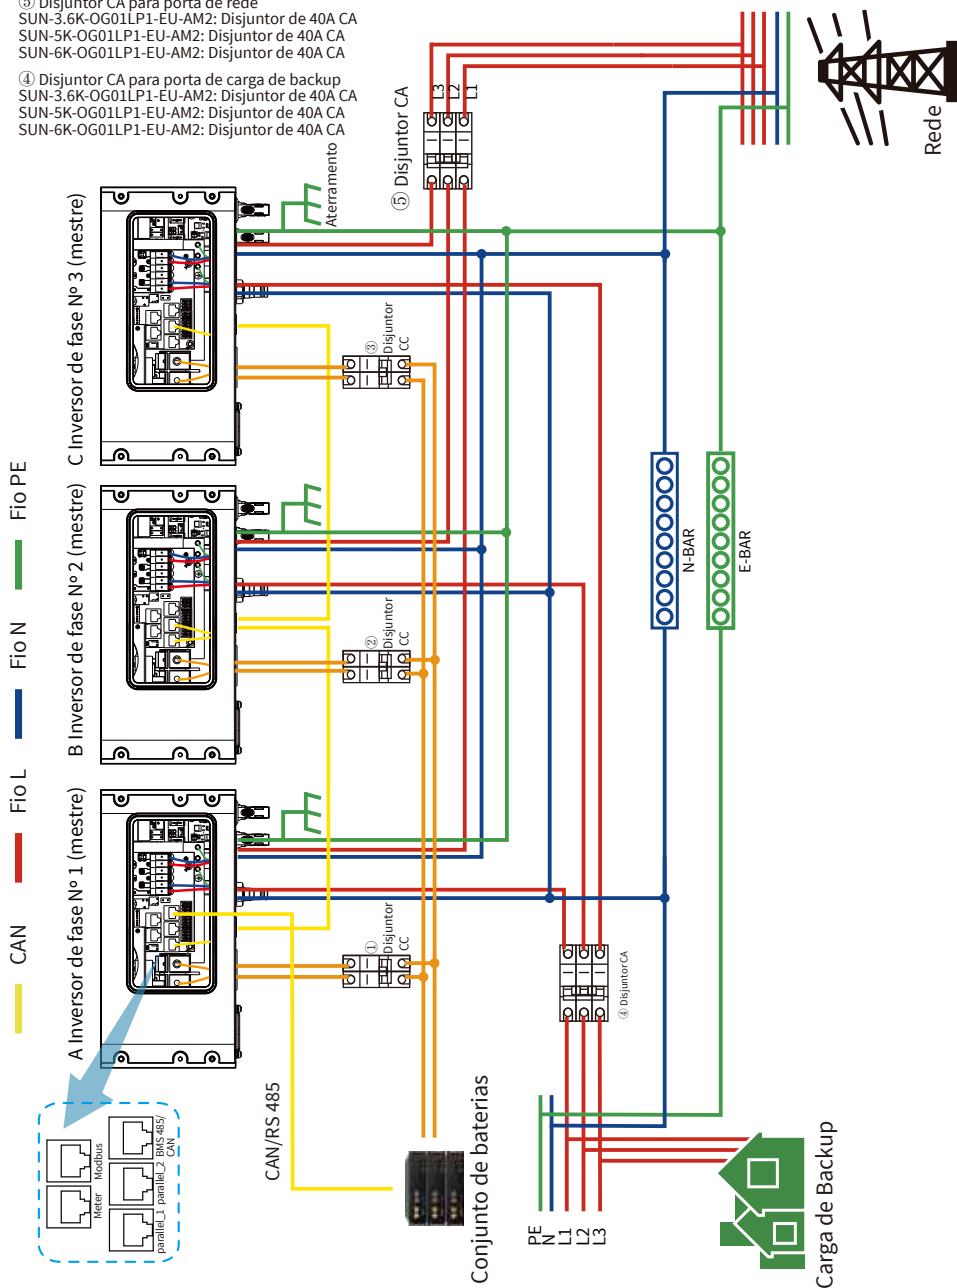 ⑤ Disjuntor CA para porta de rede
SUN-3.6K-OG01LP1-EU-AM2: Disjuntor de 40A CA
SUN-5K-OG01LP1-EU-AM2: Disjuntor de 40A CA
SUN-6K-OG01LP1-EU-AM2: Disjuntor de 40A CA
④ Disjuntor CA para porta de carga de backup
SUN-3.6K-OG01LP1-EU-AM2: Disjuntor de 40A CA
SUN-5K-OG01LP1-EU-AM2: Disjuntor de 40A CA
SUN-6K-OG01LP1-EU-AM2: Disjuntor de 40A CA
CAN
Fio L
Fio N
Fio PE
A Inversor de fase Nº 1 (mestre)
B Inversor de fase Nº 2 (mestre)
C Inversor de fase Nº 3 (mestre)
Aterramento
⑤ Disjuntor CA
L3
L2
L1
Rede
①
Disjuntor
CC
②
Disjuntor
CC
③
Disjuntor
CC
N-BAR
E-BAR
④ Disjuntor CA
Meter
Modbus
parallel_1
parallel_2
BMS 485/
CAN
CAN/RS 485
Conjunto de baterias
PE
N
L1
L2
L3
Carga de Backup